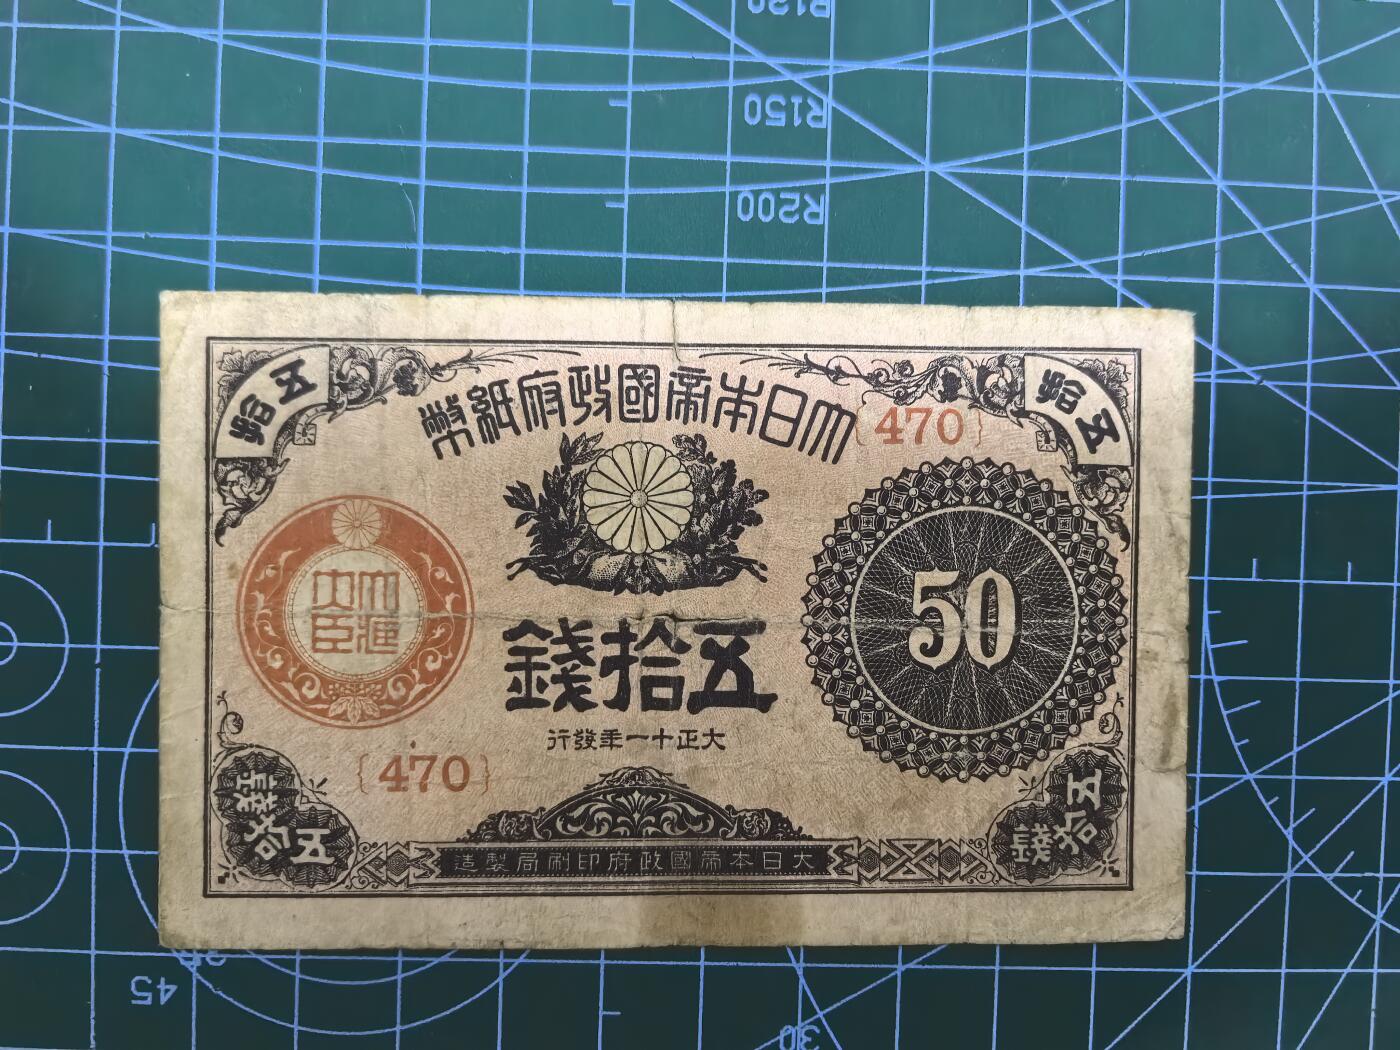 R120
R150
R200
五拾
大日本帝國政府紙幣
{470}
五拾
大藏大臣
50
五拾錢
大正十一年發行
{470}
五拾錢
大日本帝國政府印刷局製造
五拾錢
45
30